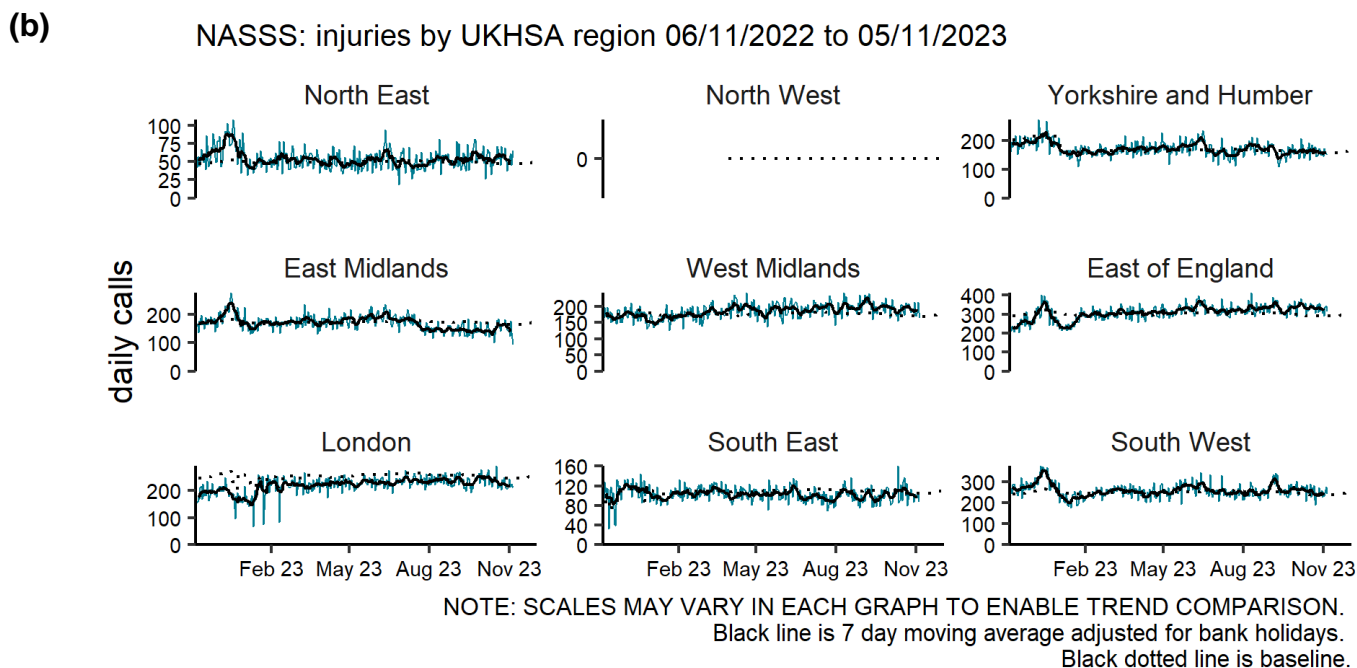 (b)
NASSS: injuries by UKHSA region 06/11/2022 to 05/11/2023
North East
North West
Yorkshire and Humber
100
75
50
25
0
0
200
100
0
daily calls
East Midlands
West Midlands
East of England
200
100
0
200
150
100
50
0
400
300
200
100
0
London
South East
South West
200
100
0
160
120
80
40
0
300
200
100
0
Feb 23 May 23 Aug 23 Nov 23
Feb 23 May 23 Aug 23 Nov 23
Feb 23 May 23 Aug 23 Nov 23
NOTE: SCALES MAY VARY IN EACH GRAPH TO ENABLE TREND COMPARISON.
Black line is 7 day moving average adjusted for bank holidays.
Black dotted line is baseline.